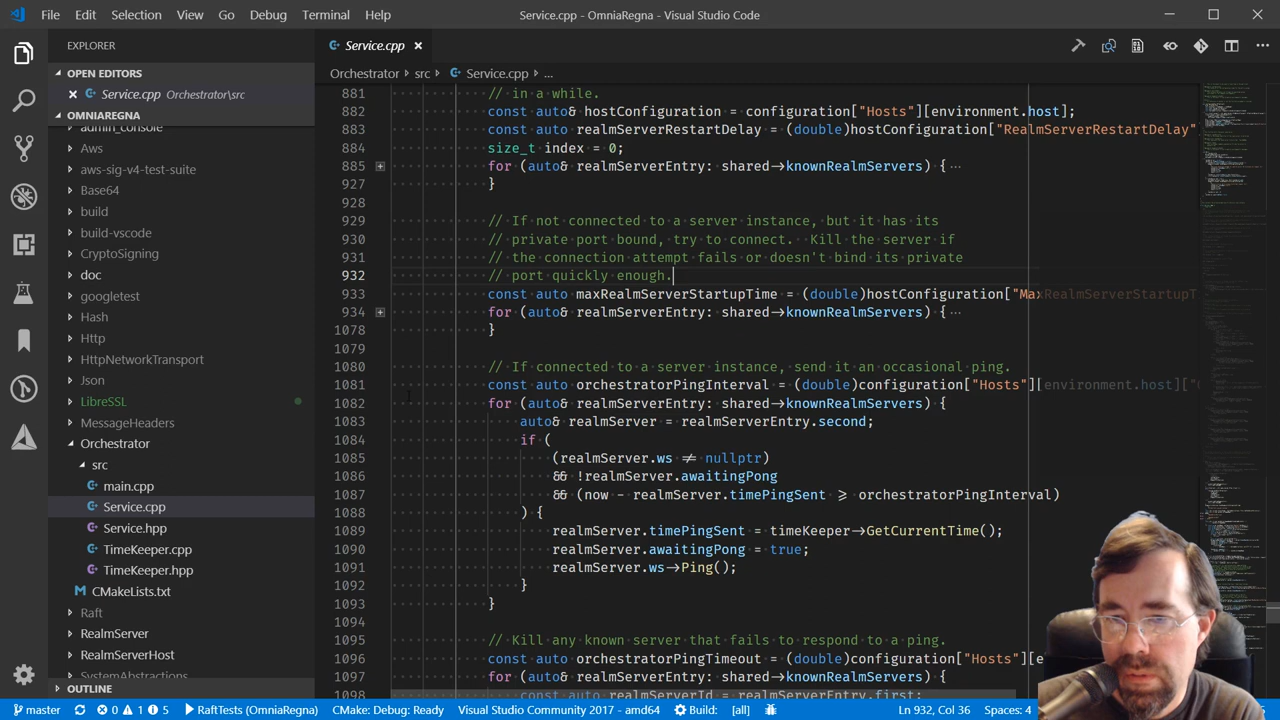 File Edit Selection View Go Debug Terminal Help
Service.cpp - OmniaRegna - Visual Studio Code
EXPLORER
OPEN EDITORS
Service.cpp Orchestrator\src
OMNIAREGNA
admin_console
Aws
aws-sig-v4-test-suite
Base64
build
build-vscode
CryptoSigning
doc
googletest
Hash
Http
HttpNetworkTransport
Json
LibreSSL
MessageHeaders
Orchestrator
src
main.cpp
Service.cpp
Service.hpp
TimeKeeper.cpp
TimeKeeper.hpp
CMakeLists.txt
Raft
RealmServer
RealmServerHost
SystemAbstractions
OUTLINE
Service.cpp
Orchestrator > src > Service.cpp > ...
881 // in a while.
882 const auto& hostConfiguration = configuration["Hosts"][environment.host];
883 const auto realmServerRestartDelay = (double)hostConfiguration["RealmServerRestartDelay"
884 size_t index = 0;
885 for (auto& realmServerEntry: shared->knownRealmServers) {
927 }
928
929 // If not connected to a server instance, but it has its
930 // private port bound, try to connect.  Kill the server if
931 // the connection attempt fails or doesn't bind its private
932 // port quickly enough.
933 const auto maxRealmServerStartupTime = (double)hostConfiguration["MaxRealmServerStartupT
934 for (auto& realmServerEntry: shared->knownRealmServers) {
1078 }
1079
1080 // If connected to a server instance, send it an occasional ping.
1081 const auto orchestratorPingInterval = (double)configuration["Hosts"][environment.host]["
1082 for (auto& realmServerEntry: shared->knownRealmServers) {
1083 auto& realmServer = realmServerEntry.second;
1084 if (
1085 (realmServer.ws != nullptr)
1086 && !realmServer.awaitingPong
1087 && (now - realmServer.timePingSent >= orchestratorPingInterval)
1088 ) {
1089 realmServer.timePingSent = timeKeeper->GetCurrentTime();
1090 realmServer.awaitingPong = true;
1091 realmServer.ws->Ping();
1092 }
1093 }
1094
1095 // Kill any known server that fails to respond to a ping.
1096 const auto orchestratorPingTimeout = (double)configuration["Hosts"][e
1097 for (auto& realmServerEntry: shared->knownRealmServers) {
1098 const auto realmServerId = realmServerEntry.first;
master 0 1 5 RaftTests (OmniaRegna) CMake: Debug: Ready Visual Studio Community 2017 - amd64 Build: [all] Ln 932, Col 36 Spaces: 4